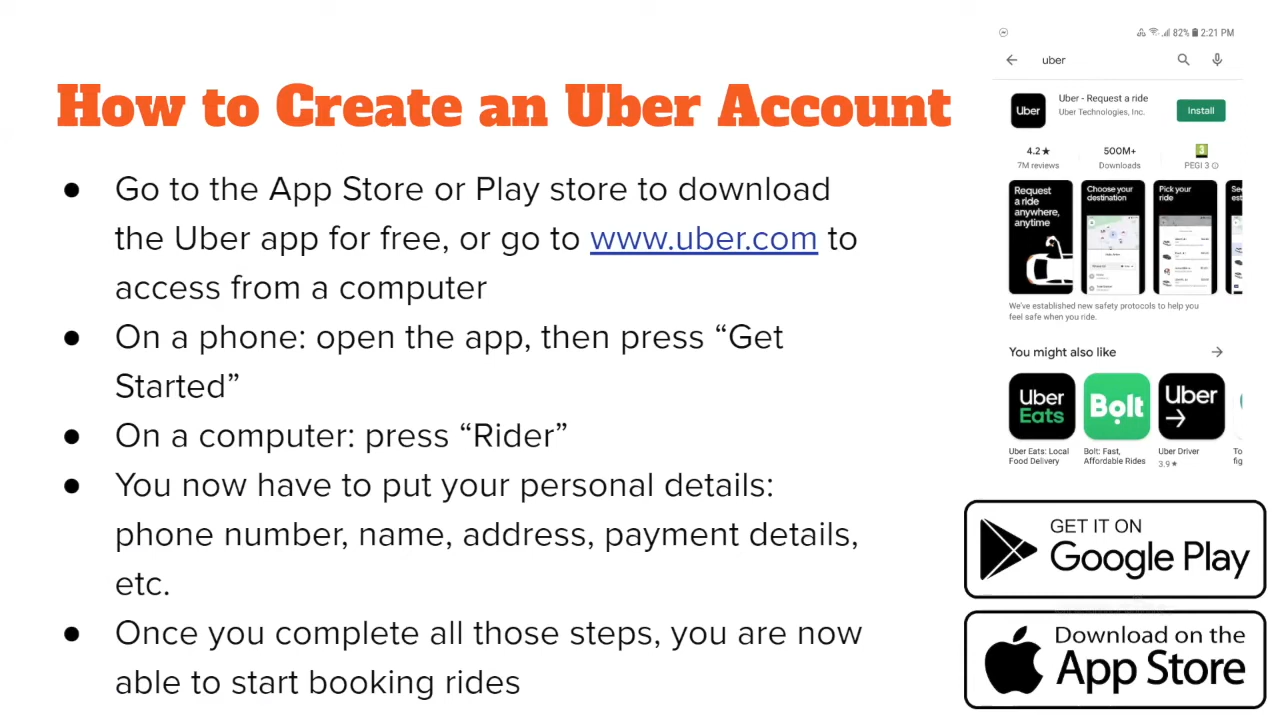 How to Create an Uber Account
● Go to the App Store or Play store to download
the Uber app for free, or go to www.uber.com to
access from a computer
● On a phone: open the app, then press “Get
Started”
● On a computer: press “Rider”
● You now have to put your personal details:
phone number, name, address, payment details,
etc.
● Once you complete all those steps, you are now
able to start booking rides
82% 2:21 PM
uber
Uber
Uber - Request a ride
Uber Technologies, Inc.
Install
4.2★ 500M+ 3
7M reviews Downloads PEGI 3
Request
a ride
anywhere,
anytime
Choose your
destination
Pick your
ride
Se
est
We've established new safety protocols to help you
feel safe when you ride.
You might also like
Uber
Eats
Bolt
Uber
Uber Eats: Local
Food Delivery
Bolt: Fast,
Affordable Rides
Uber Driver
3.9★
To
fig
GET IT ON
Google Play
Download on the
App Store